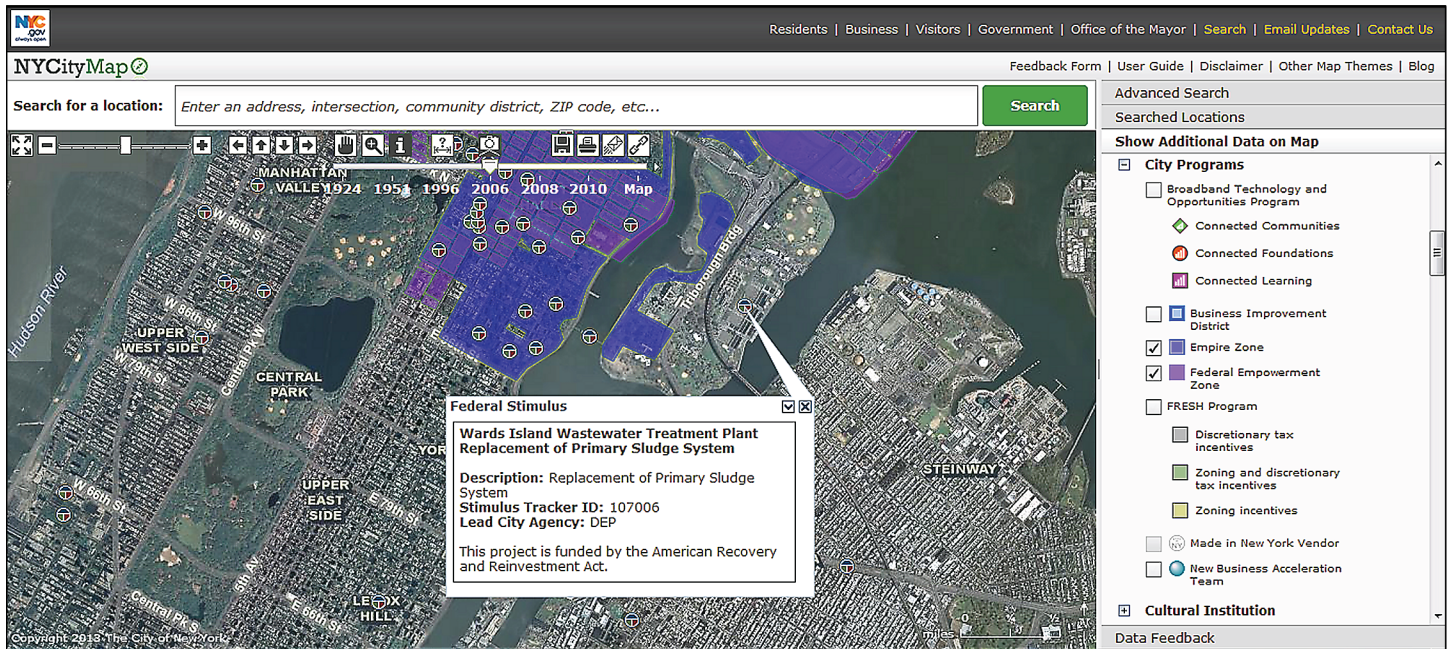 NYC
.gov
always open
Residents | Business | Visitors | Government | Office of the Mayor | Search | Email Updates | Contact Us
NYCityMap
Feedback Form | User Guide | Disclaimer | Other Map Themes | Blog
Search for a location:
Enter an address, intersection, community district, ZIP code, etc...
Search
Advanced Search
Searched Locations
Show Additional Data on Map
City Programs
Broadband Technology and
Opportunities Program
Connected Communities
Connected Foundations
Connected Learning
Business Improvement
District
Empire Zone
Federal Empowerment
Zone
FRESH Program
Discretionary tax
incentives
Zoning and discretionary
tax incentives
Zoning incentives
Made in New York Vendor
New Business Acceleration
Team
Cultural Institution
Data Feedback
1924 1951 1996 2006 2008 2010 Map
MANHATTAN
VALLEY
W 96th St
Hudson River
W 86th St
UPPER
WEST SIDE
W 79th St
Central Pk W
CENTRAL
PARK
Triborough Brdg
YOR
STEINWAY
UPPER
EAST
SIDE
E 79th St
W 66th St
5th Av
E 66th St
Central Pk S
LENOX
HILL
Federal Stimulus
Wards Island Wastewater Treatment Plant
Replacement of Primary Sludge System
Description: Replacement of Primary Sludge
System
Stimulus Tracker ID: 107006
Lead City Agency: DEP
This project is funded by the American Recovery
and Reinvestment Act.
Copyright 2013 The City of New York
miles
0